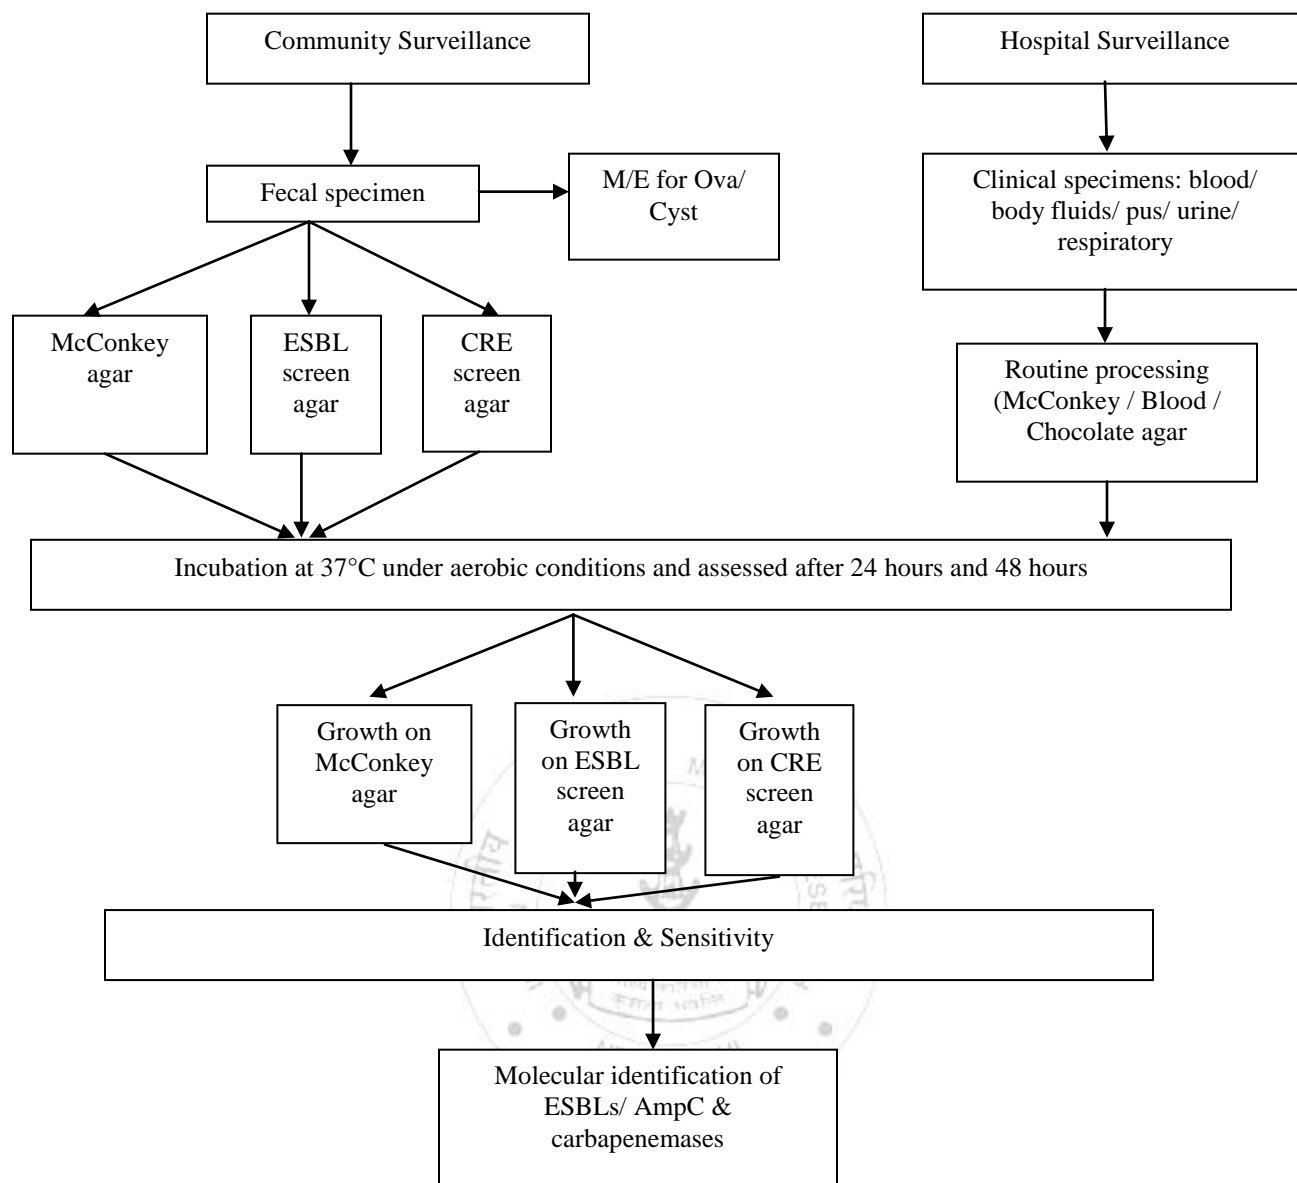 Community Surveillance
Hospital Surveillance
Fecal specimen
M/E for Ova/
Cyst
Clinical specimens: blood/
body fluids/ pus/ urine/
respiratory
McConkey
agar
ESBL
screen
agar
CRE
screen
agar
Routine processing
(McConkey / Blood /
Chocolate agar
Incubation at 37°C under aerobic conditions and assessed after 24 hours and 48 hours
Growth on
McConkey
agar
Growth
on ESBL
screen
agar
Growth
on CRE
screen
agar
Identification & Sensitivity
Molecular identification of
ESBLs/ AmpC &
carbapenemases